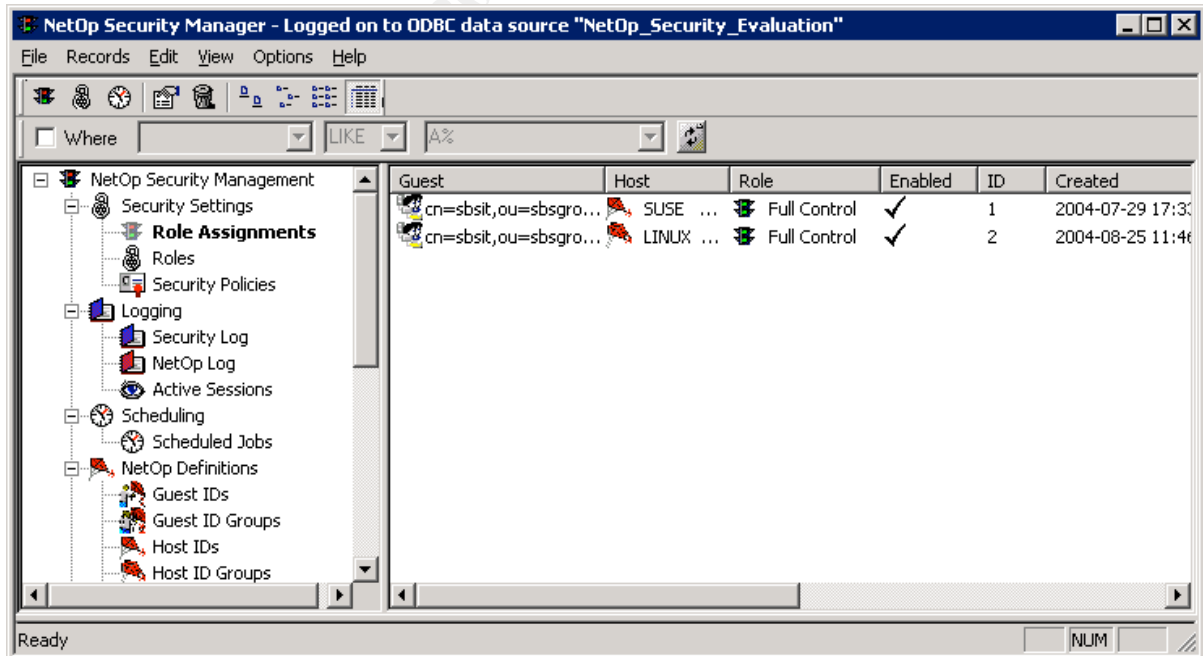 NetOp Security Manager - Logged on to ODBC data source "NetOp_Security_Evaluation"
File Records Edit View Options Help
Where LIKE A%
NetOp Security Management
Security Settings
Role Assignments
Roles
Security Policies
Logging
Security Log
NetOp Log
Active Sessions
Scheduling
Scheduled Jobs
NetOp Definitions
Guest IDs
Guest ID Groups
Host IDs
Host ID Groups
Guest Host Role Enabled ID Created
cn=sbsit,ou=sbsgro... SUSE ... Full Control 1 2004-07-29 17:3
cn=sbsit,ou=sbsgro... LINUX ... Full Control 2 2004-08-25 11:4
Ready NUM